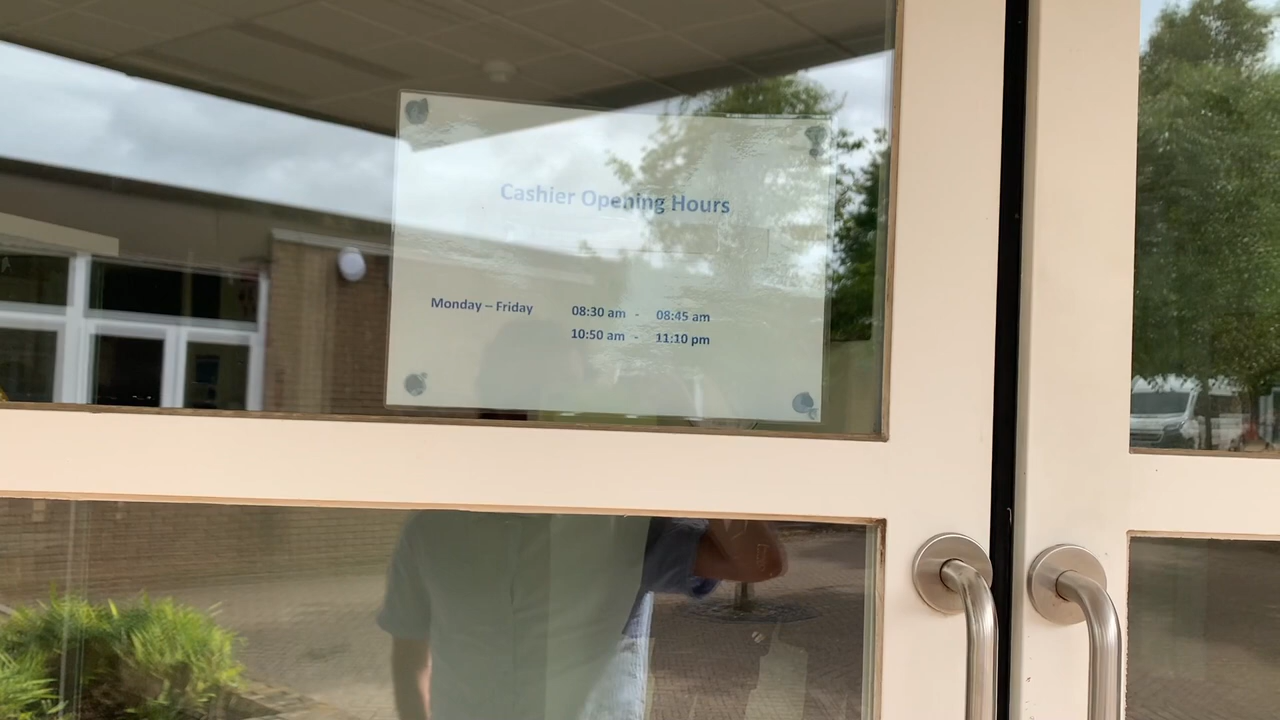 Cashier Opening Hours
Monday – Friday 08:30 am - 08:45 am
10:50 am - 11:10 pm